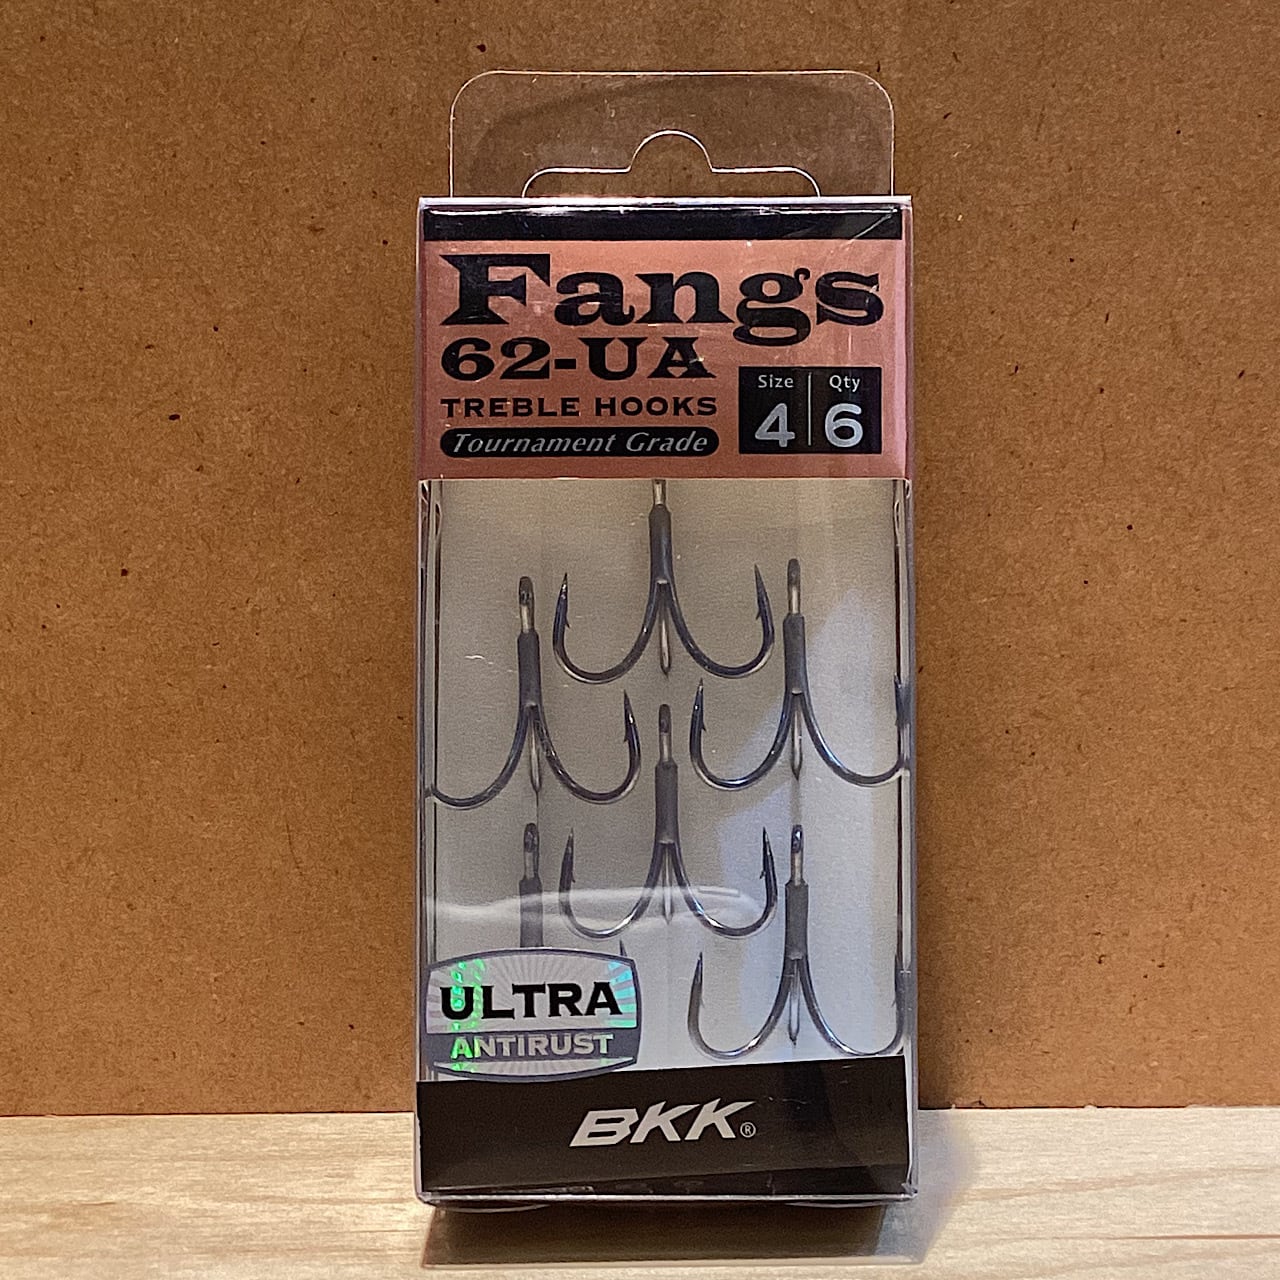 Fangs
62-UA
TREBLE HOOKS
Tournament Grade
Size Qty
4 6
ULTRA
ANTIRUST
BKK®